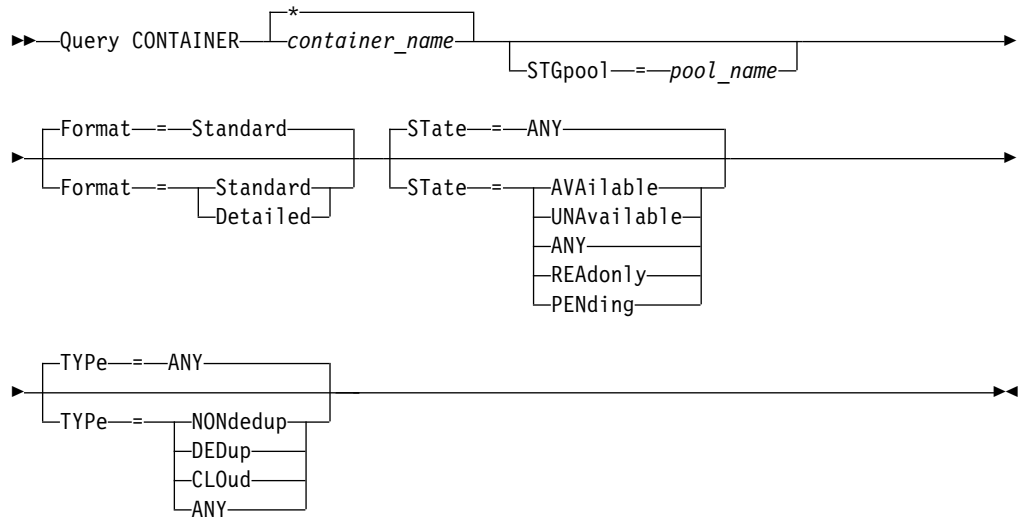 *
Query CONTAINER container_name
STGpool = pool_name
Format = Standard
Format = Standard
Detailed
STate = ANY
STate = AVAilable
UNAvailable
ANY
REAdonly
PENding
TYPe = ANY
TYPe = NONdedup
DEDup
CLOud
ANY